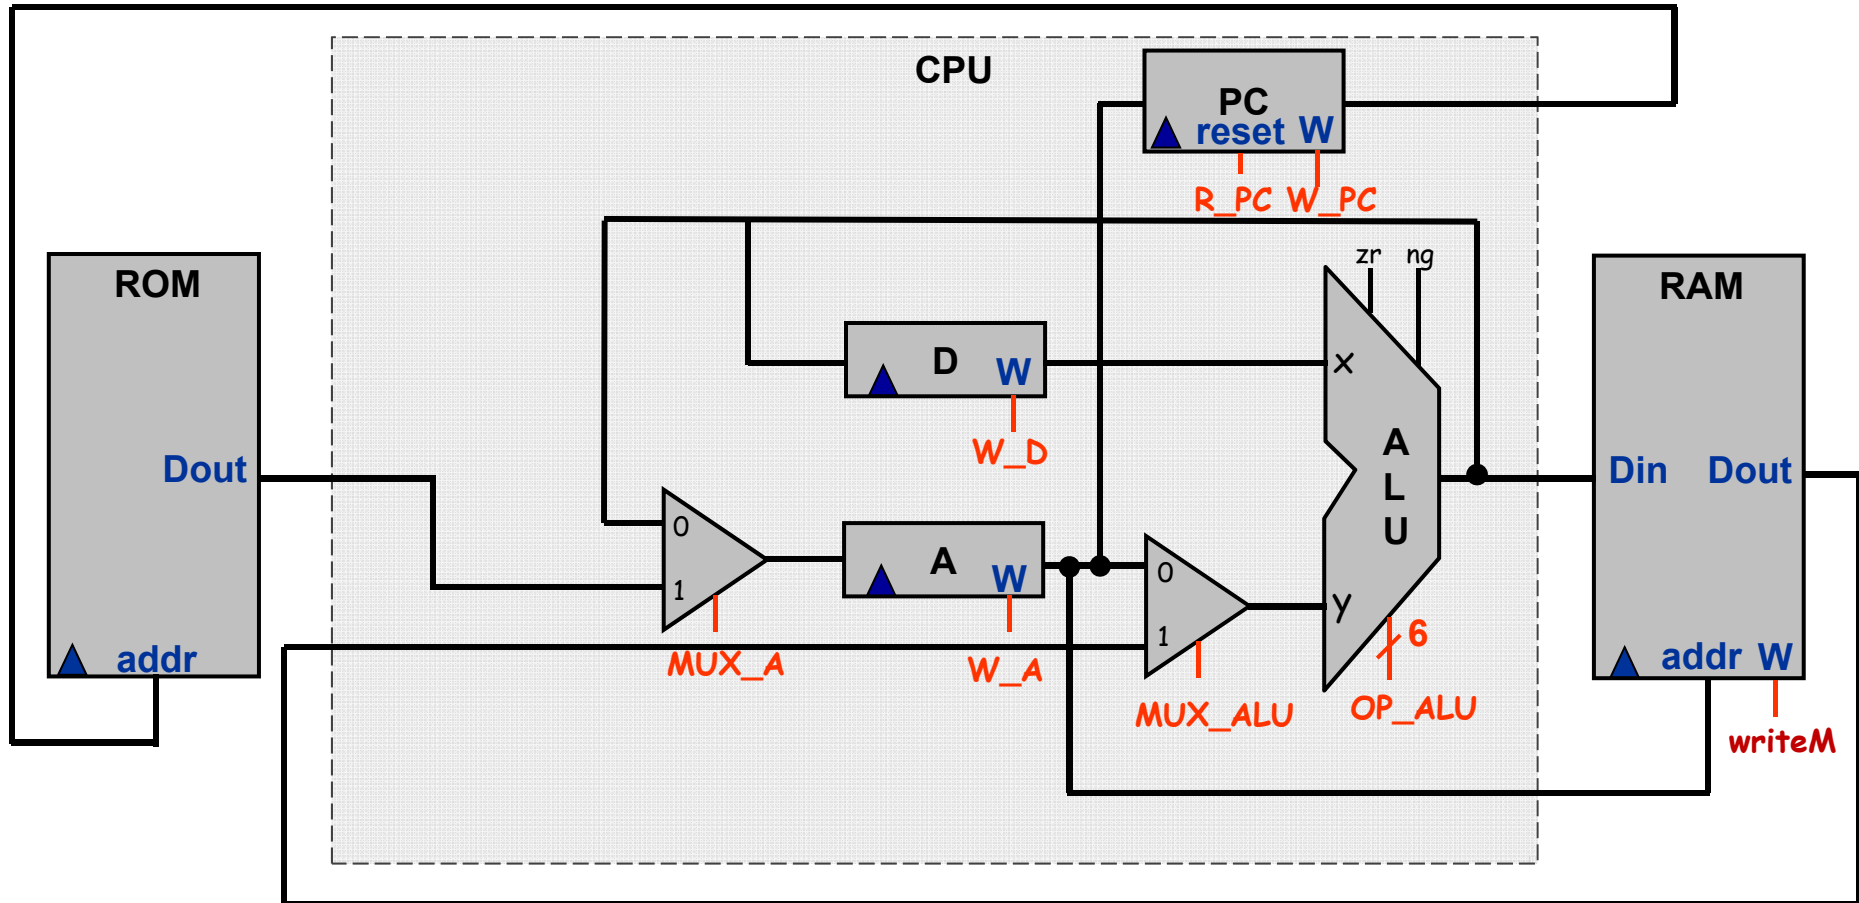 CPU
PC
reset W
R_PC W_PC
zr ng
ROM
RAM
D W
x
W_D
A
L
U
Dout
Din Dout
0
1
MUX_A
A W
W_A
0
1
MUX_ALU
y
6
OP_ALU
addr
addr W
writeM